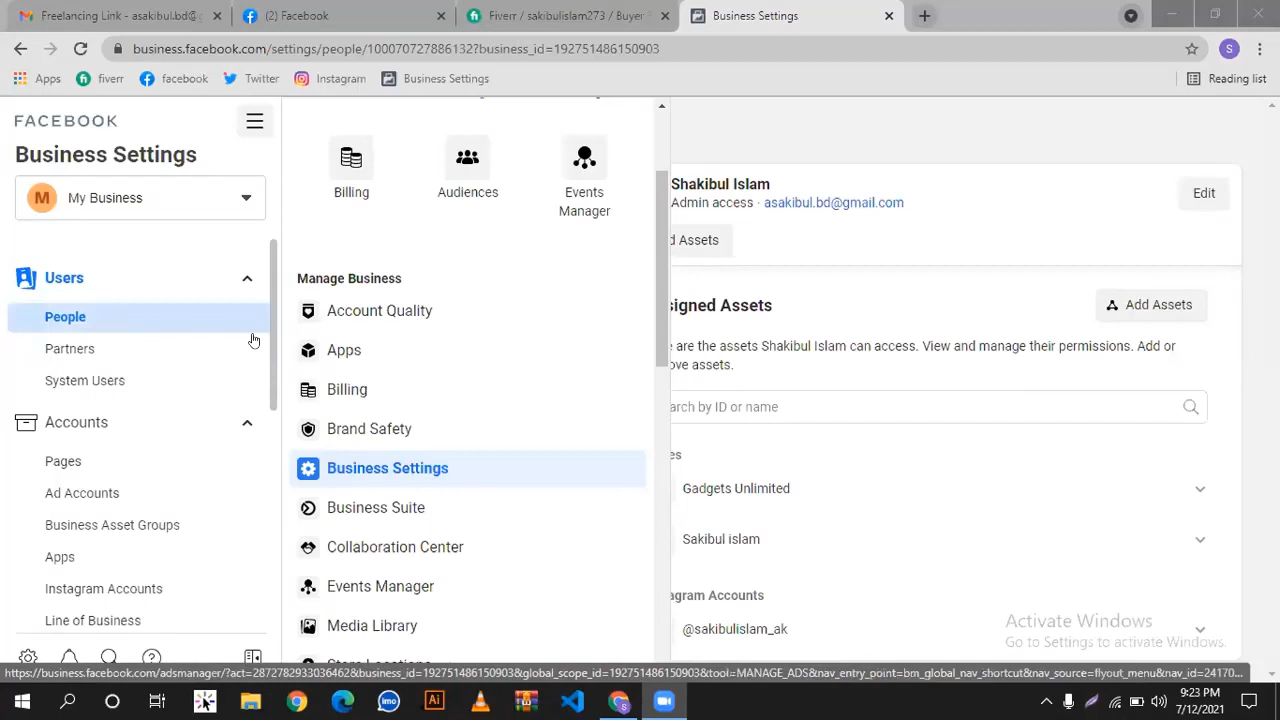 Freelancing Link - asakibul.bd@g
(2) Facebook
Fiverr / sakibulislam273 / Buyer
Business Settings
business.facebook.com/settings/people/100070727886132?business_id=192751486150903
S
Apps
fiverr
facebook
Twitter
Instagram
Business Settings
Reading list
FACEBOOK
Business Settings
M My Business
Users
People
Partners
System Users
Accounts
Pages
Ad Accounts
Business Asset Groups
Apps
Instagram Accounts
Line of Business
Billing
Audiences
Events
Manager
Manage Business
Account Quality
Apps
Billing
Brand Safety
Business Settings
Business Suite
Collaboration Center
Events Manager
Media Library
Shakibul Islam
Admin access · asakibul.bd@gmail.com
Edit
d Assets
signed Assets
Add Assets
e are the assets Shakibul Islam can access. View and manage their permissions. Add or
ove assets.
arch by ID or name
es
Gadgets Unlimited
Sakibul islam
agram Accounts
@sakibulislam_ak
Activate Windows
Go to Settings to activate Windows.
https://business.facebook.com/adsmanager/?act=2872782933036462&business_id=192751486150903&global_scope_id=192751486150903&tool=MANAGE_ADS&nav_entry_point=bm_global_nav_shortcut&nav_source=flyout_menu&nav_id=24170...
imo
Ai
9:23 PM
7/12/2021